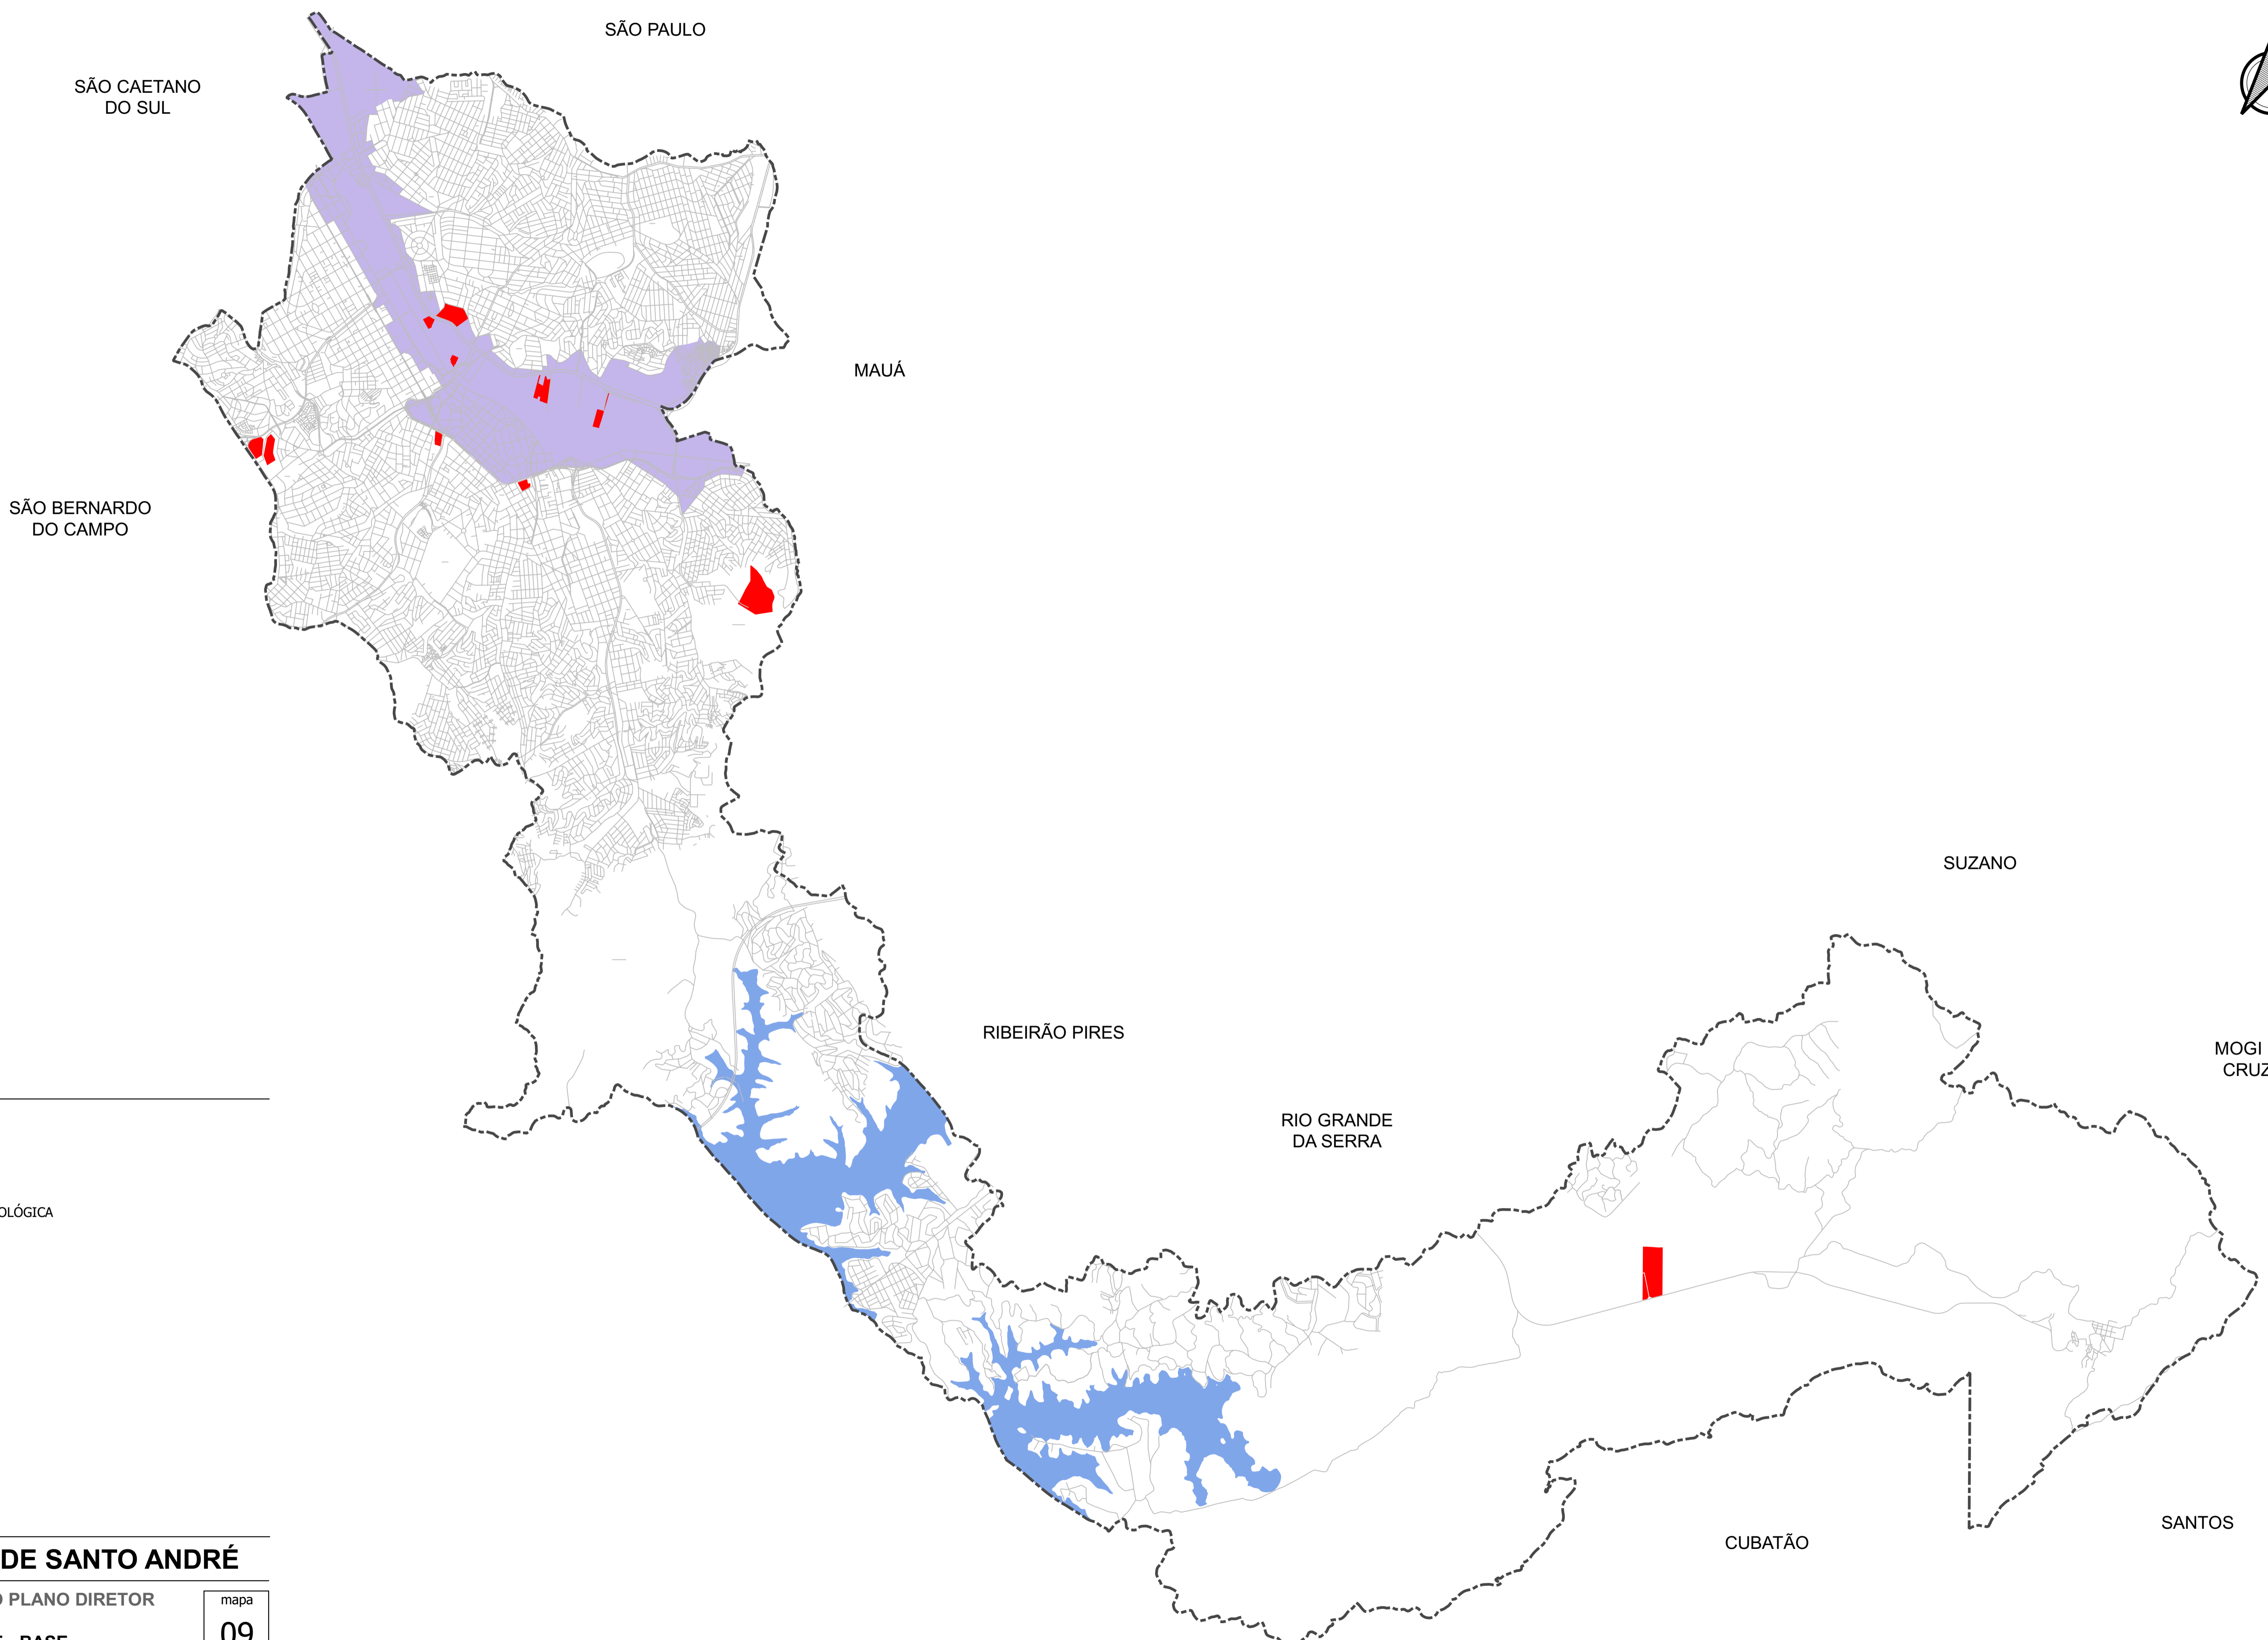 SÃO PAULO
SÃO CAETANO
DO SUL
MAUÁ
SÃO BERNARDO
DO CAMPO
SUZANO
RIBEIRÃO PIRES
MOGI
CRUZ
RIO GRANDE
DA SERRA
OLÓGICA
SANTOS
CUBATÃO
DE SANTO ANDRÉ
O PLANO DIRETOR
mapa
09